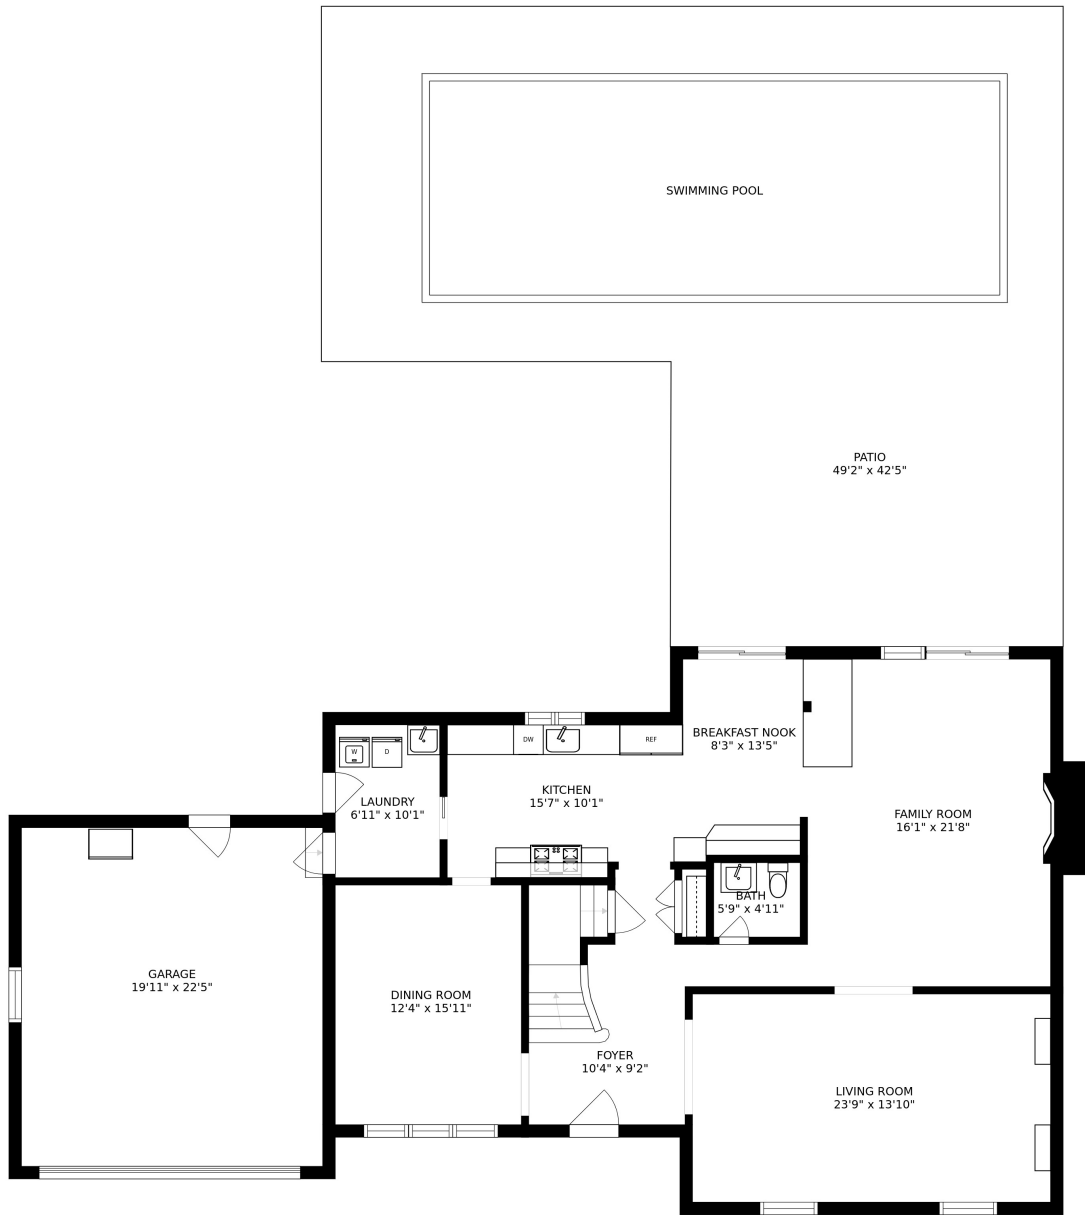 SWIMMING POOL
PATIO
49'2" x 42'5"
BREAKFAST NOOK
8'3" x 13'5"
DW
REF
W
D
KITCHEN
15'7" x 10'1"
LAUNDRY
6'11" x 10'1"
FAMILY ROOM
16'1" x 21'8"
BATH
5'9" x 4'11"
GARAGE
19'11" x 22'5"
DINING ROOM
12'4" x 15'11"
FOYER
10'4" x 9'2"
LIVING ROOM
23'9" x 13'10"